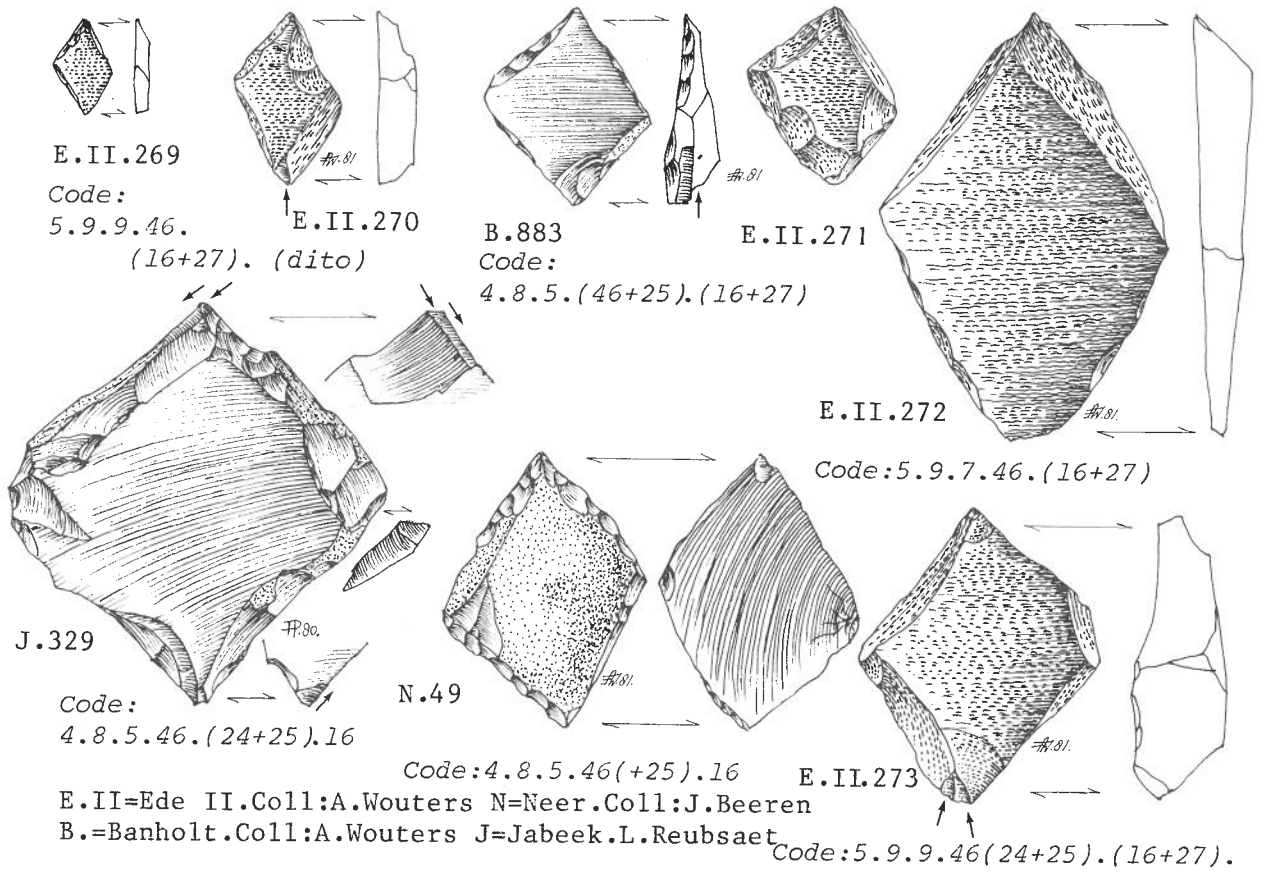 E.II.269
Code:
5.9.9.46.
(16+27). (dito)
E.II.270
B.883
Code:
4.8.5.(46+25).(16+27)
E.II.271
E.II.272
Code:5.9.7.46.(16+27)
J.329
Code:
4.8.5.46.(24+25).16
N.49
Code:4.8.5.46(+25).16
E.II.273
Code:5.9.9.46(24+25).(16+27).
E.II=Ede II.Coll:A.Wouters N=Neer.Coll:J.Beeren
B.=Banholt.Coll:A.Wouters J=Jabeek.L.Reubsaet